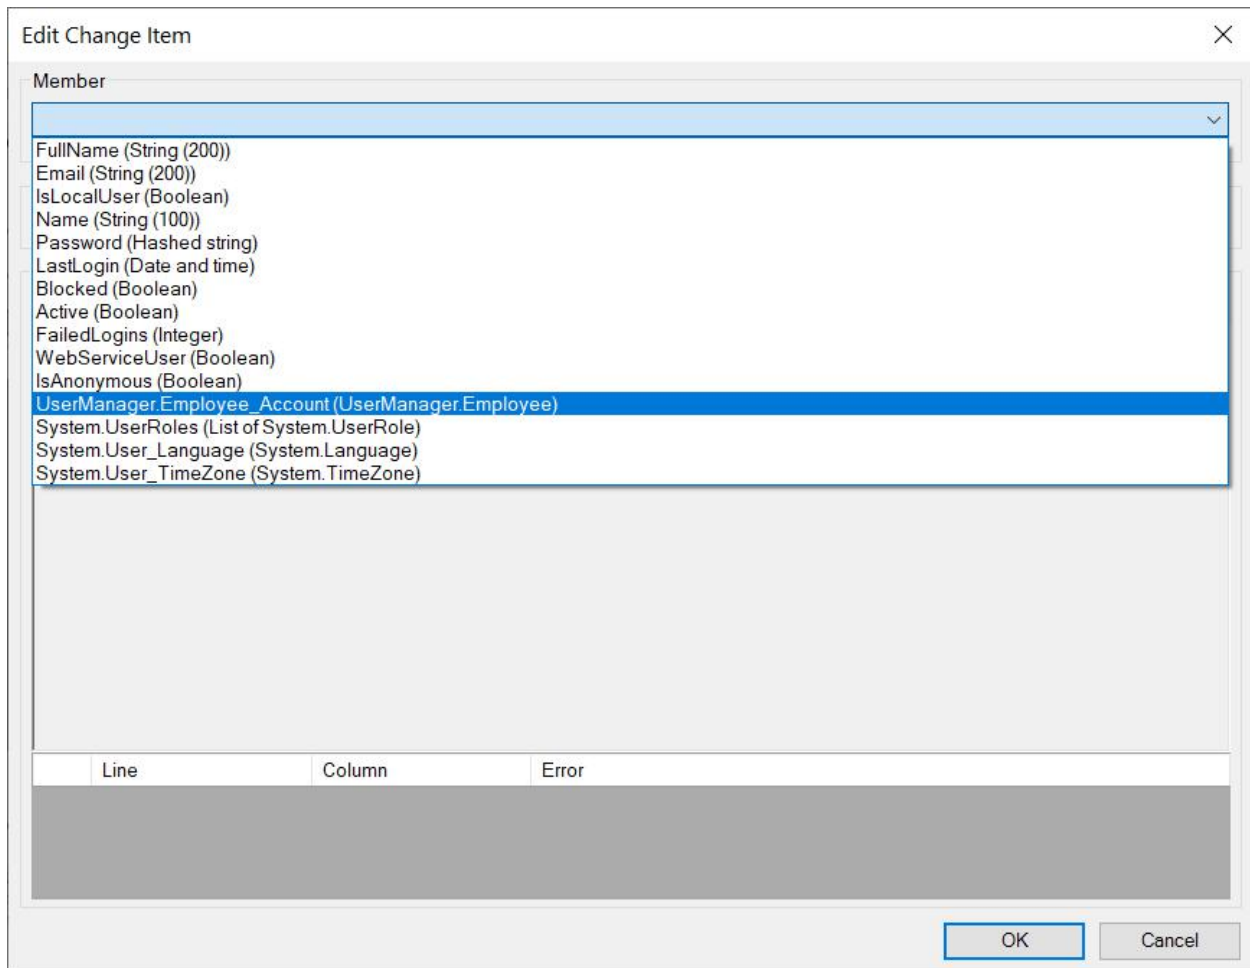 Edit Change Item
Member
FullName (String (200))
Email (String (200))
IsLocalUser (Boolean)
Name (String (100))
Password (Hashed string)
LastLogin (Date and time)
Blocked (Boolean)
Active (Boolean)
FailedLogins (Integer)
WebServiceUser (Boolean)
IsAnonymous (Boolean)
UserManager.Employee_Account (UserManager.Employee)
System.UserRoles (List of System.UserRole)
System.User_Language (System.Language)
System.User_TimeZone (System.TimeZone)
Line Column Error
OK Cancel